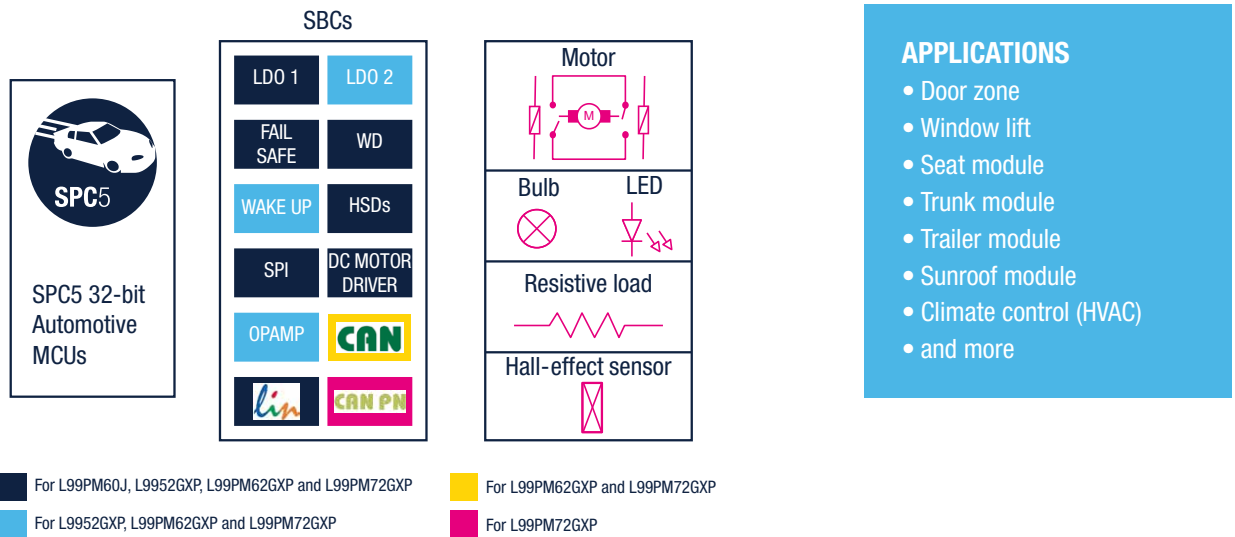 SBCs
SPC5
SPC5 32-bit
Automotive
MCUs
LDO 1
LDO 2
FAIL
SAFE
WD
WAKE UP
HSDs
SPI
DC MOTOR
DRIVER
OPAMP
CAN
lin
CAN PN
Motor
M
Bulb
LED
Resistive load
Hall-effect sensor
APPLICATIONS
• Door zone
• Window lift
• Seat module
• Trunk module
• Trailer module
• Sunroof module
• Climate control (HVAC)
• and more
For L99PM60J, L9952GXP, L99PM62GXP and L99PM72GXP
For L9952GXP, L99PM62GXP and L99PM72GXP
For L99PM62GXP and L99PM72GXP
For L99PM72GXP